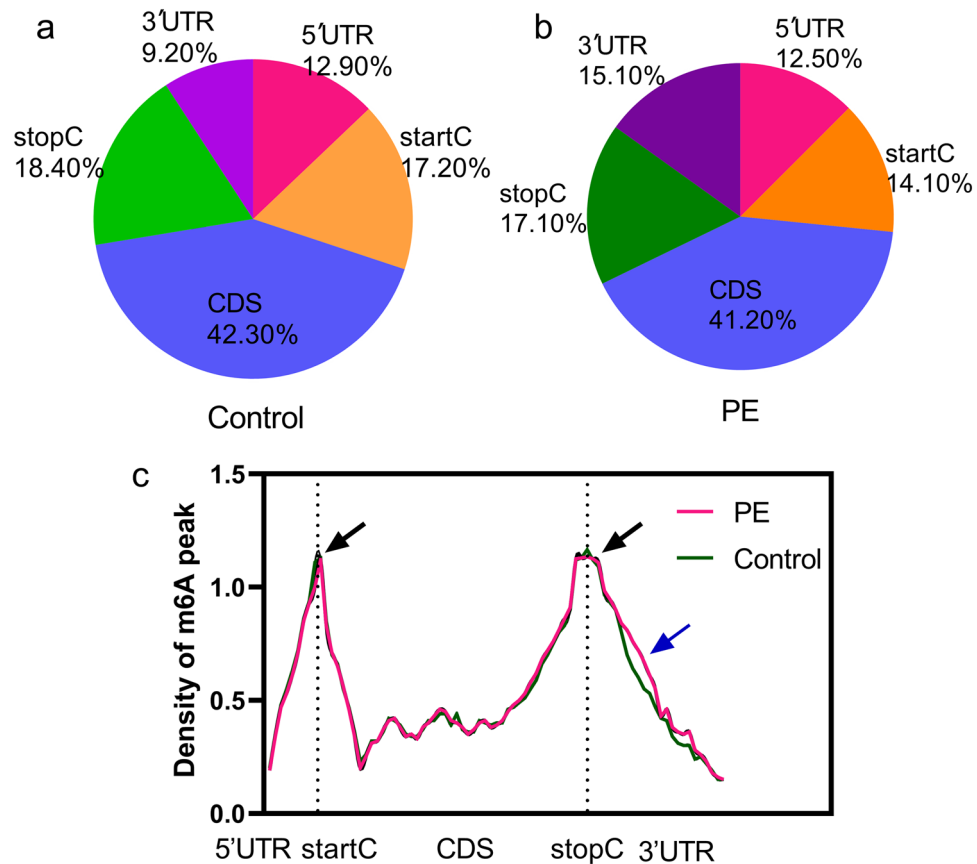 a
3′UTR
9.20%
5′UTR
12.90%
stopC
18.40%
startC
17.20%
CDS
42.30%
Control
b
3′UTR
15.10%
5′UTR
12.50%
stopC
17.10%
startC
14.10%
CDS
41.20%
PE
c
Density of m6A peak
1.5
1.0
0.5
0.0
PE
Control
5'UTR startC CDS stopC 3'UTR